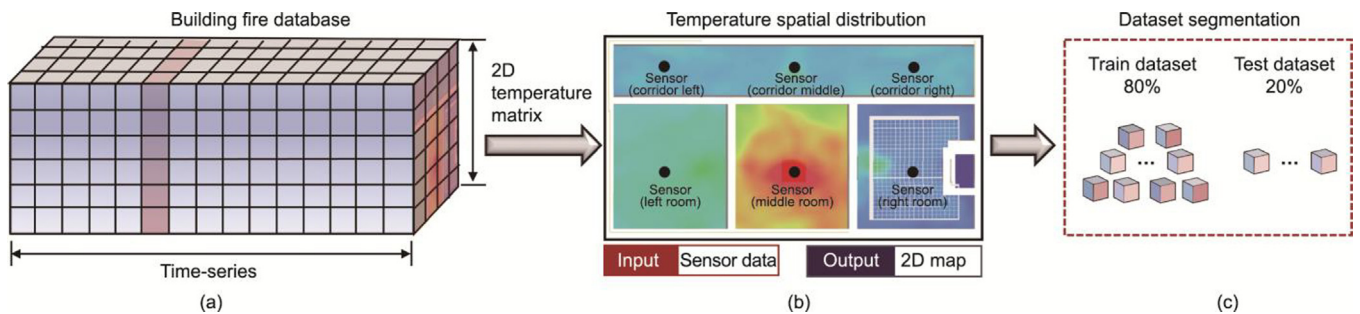 Building fire database
2D
temperature
matrix
Time-series
(a)
Temperature spatial distribution
Sensor
(corridor left)
Sensor
(corridor middle)
Sensor
(corridor right)
Sensor
(left room)
Sensor
(middle room)
Sensor
(right room)
Input Sensor data
Output 2D map
(b)
Dataset segmentation
Train dataset
80%
Test dataset
20%
...
...
(c)